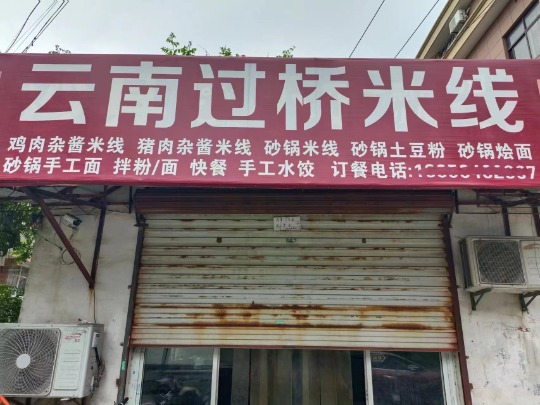 云南过桥米线
鸡肉杂酱米线 猪肉杂酱米线 砂锅米线 砂锅土豆粉 砂锅烩面
砂锅手工面 拌粉/面 快餐 手工水饺 订餐电话: